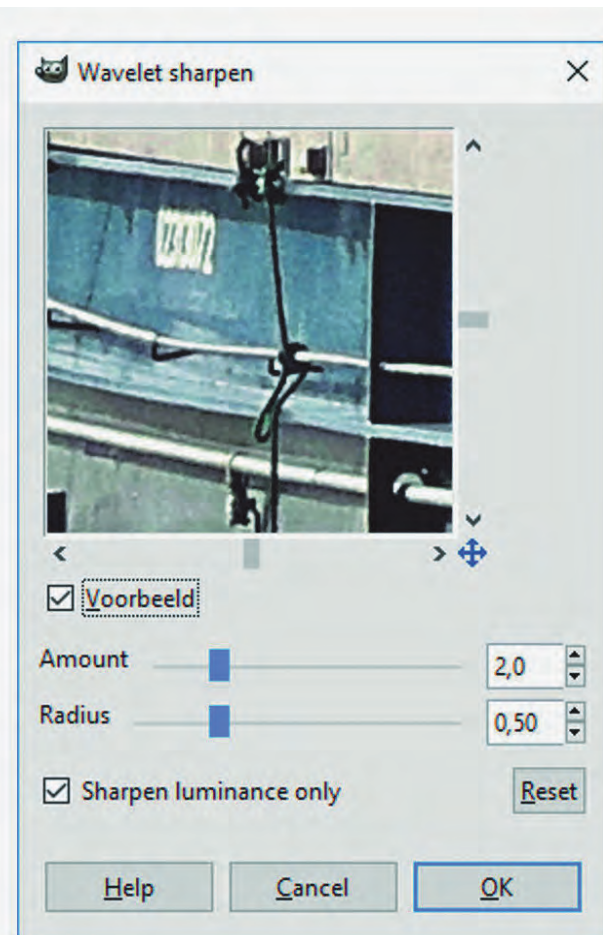 Wavelet sharpen
Voorbeeld
Amount 2,0
Radius 0,50
Sharpen luminance only Reset
Help Cancel OK